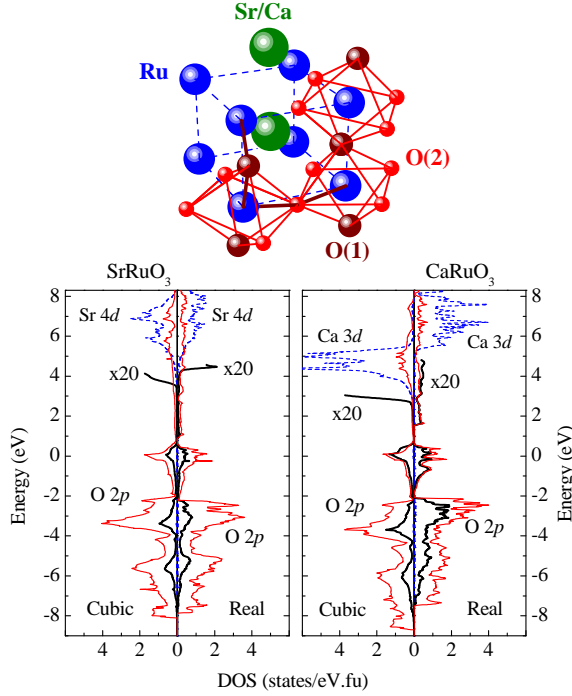 Sr/Ca
Ru
O(2)
O(1)
SrRuO3
CaRuO3
8
6
4
2
0
-2
-4
-6
-8
Energy (eV)
Sr 4d
Sr 4d
x20
x20
O 2p
O 2p
Cubic
Real
4 2 0 2 4
8
6
4
2
0
-2
-4
-6
-8
Energy (eV)
Ca 3d
Ca 3d
x20
x20
O 2p
O 2p
Cubic
Real
4 2 0 2 4
DOS (states/eV.fu)